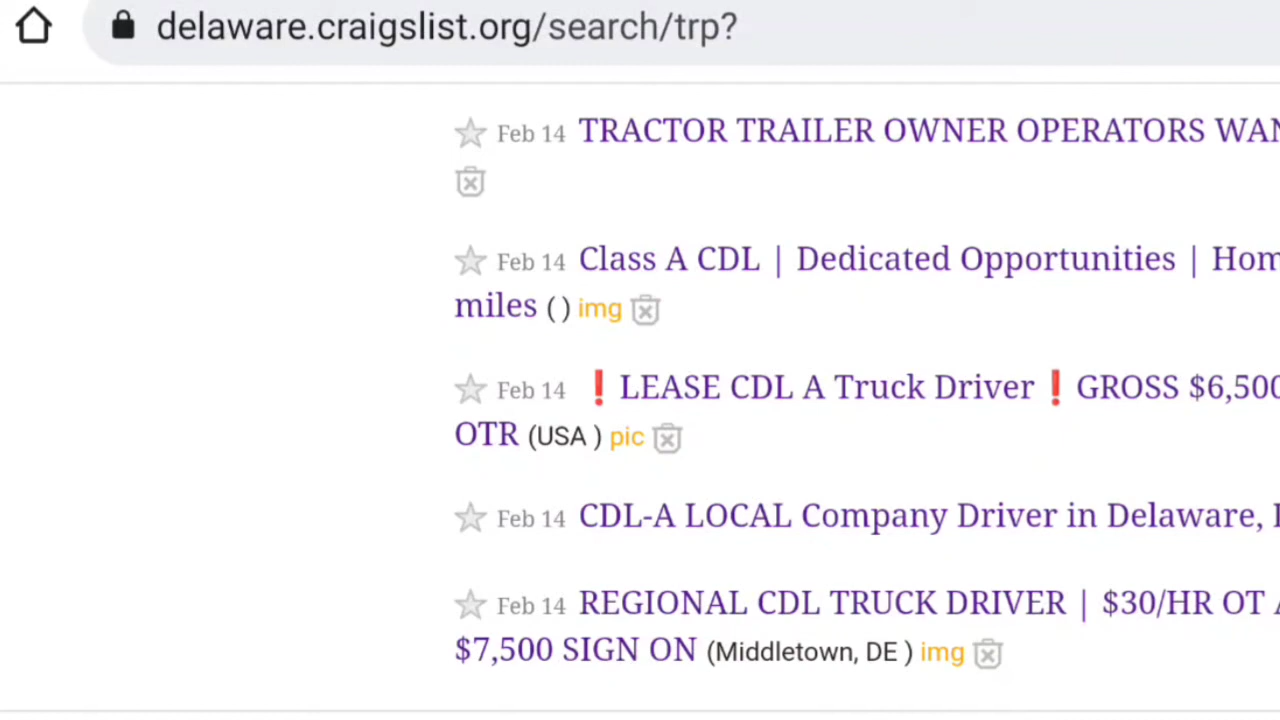 delaware.craigslist.org/search/trp?
Feb 14 TRACTOR TRAILER OWNER OPERATORS
Feb 14 Class A CDL | Dedicated Opportunities |
miles ( ) img
Feb 14 ❗LEASE CDL A Truck Driver❗GROSS $6,500
OTR (USA ) pic
Feb 14 CDL-A LOCAL Company Driver in Delaware,
Feb 14 REGIONAL CDL TRUCK DRIVER | $30/HR OT
$7,500 SIGN ON (Middletown, DE ) img